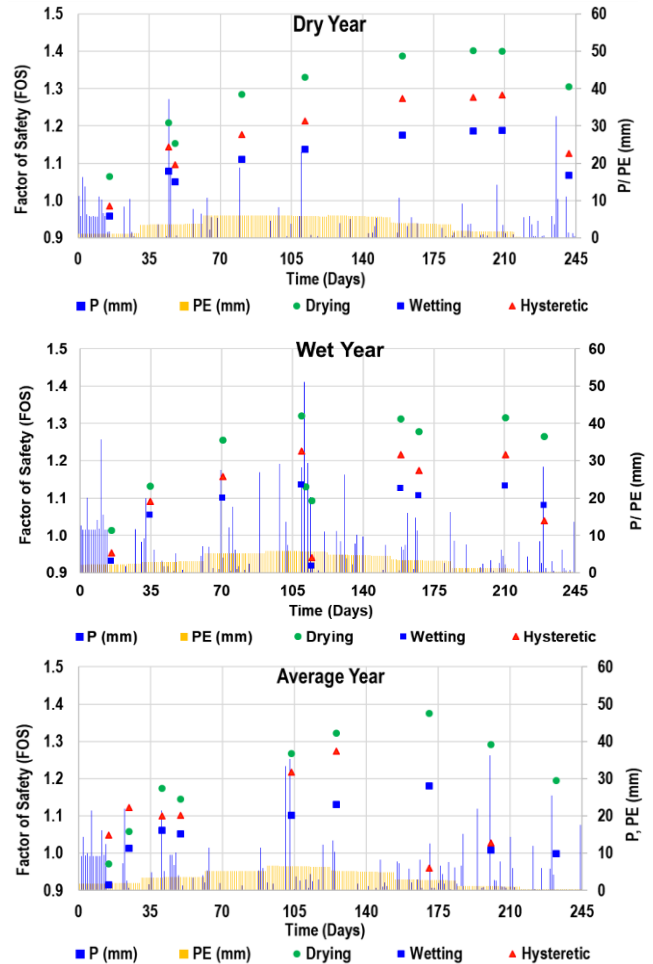 Dry Year
Factor of Safety (FOS)
1.5
1.4
1.3
1.2
1.1
1.0
0.9
60
50
40
30
20
10
0
P/ PE (mm)
0 35 70 105 140 175 210 245
Time (Days)
P (mm) PE (mm) Drying Wetting Hysteretic
Wet Year
Factor of Safety (FOS)
1.5
1.4
1.3
1.2
1.1
1.0
0.9
60
50
40
30
20
10
0
P/ PE (mm)
0 35 70 105 140 175 210 245
Time (Days)
P (mm) PE (mm) Drying Wetting Hysteretic
Average Year
Factor of Safety (FOS)
1.5
1.4
1.3
1.2
1.1
1.0
0.9
60
50
40
30
20
10
0
P, PE (mm)
0 35 70 105 140 175 210 245
Time (Days)
P (mm) PE (mm) Drying Wetting Hysteretic